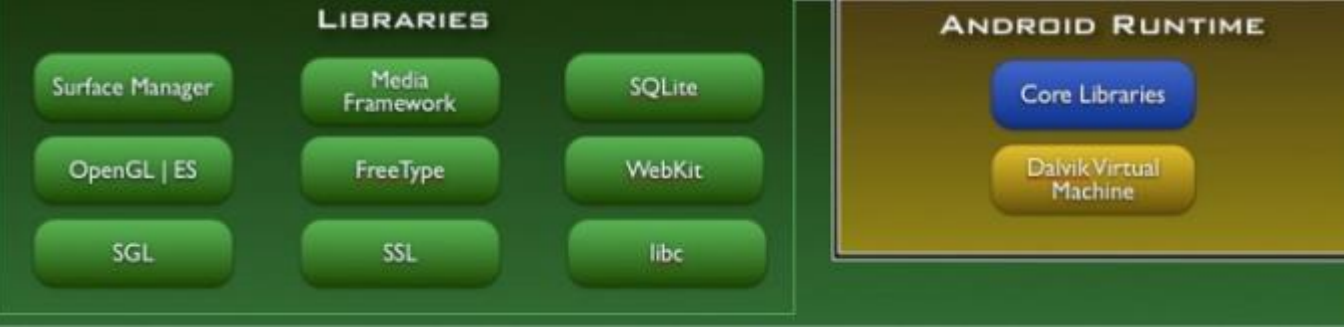 LIBRARIES
Surface Manager
Media
Framework
SQLite
OpenGL | ES
FreeType
WebKit
SGL
SSL
libc
ANDROID RUNTIME
Core Libraries
Dalvik Virtual
Machine